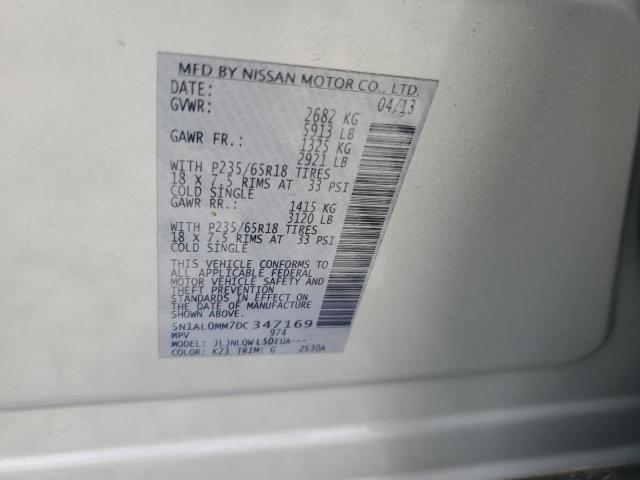 MFD BY NISSAN MOTOR CO., LTD.
DATE: 04/13
GVWR: 2682 KG
5913 LB
GAWR FR.: 1325 KG
2921 LB
WITH P235/65R18 TIRES
18 X 7.5 RIMS AT 33 PSI
COLD SINGLE
GAWR RR.: 1415 KG
3120 LB
WITH P235/65R18 TIRES
18 X 7.5 RIMS AT 33 PSI
COLD SINGLE
THIS VEHICLE CONFORMS TO
ALL APPLICABLE FEDERAL
MOTOR VEHICLE SAFETY AND
THEFT PREVENTION
STANDARDS IN EFFECT ON
THE DATE OF MANUFACTURE
SHOWN ABOVE.
5N1AL0MM7DC347169
MPV 974
MODEL: JLJNLQWL50EUA---
COLOR: K23 TRIM: G ZS30A